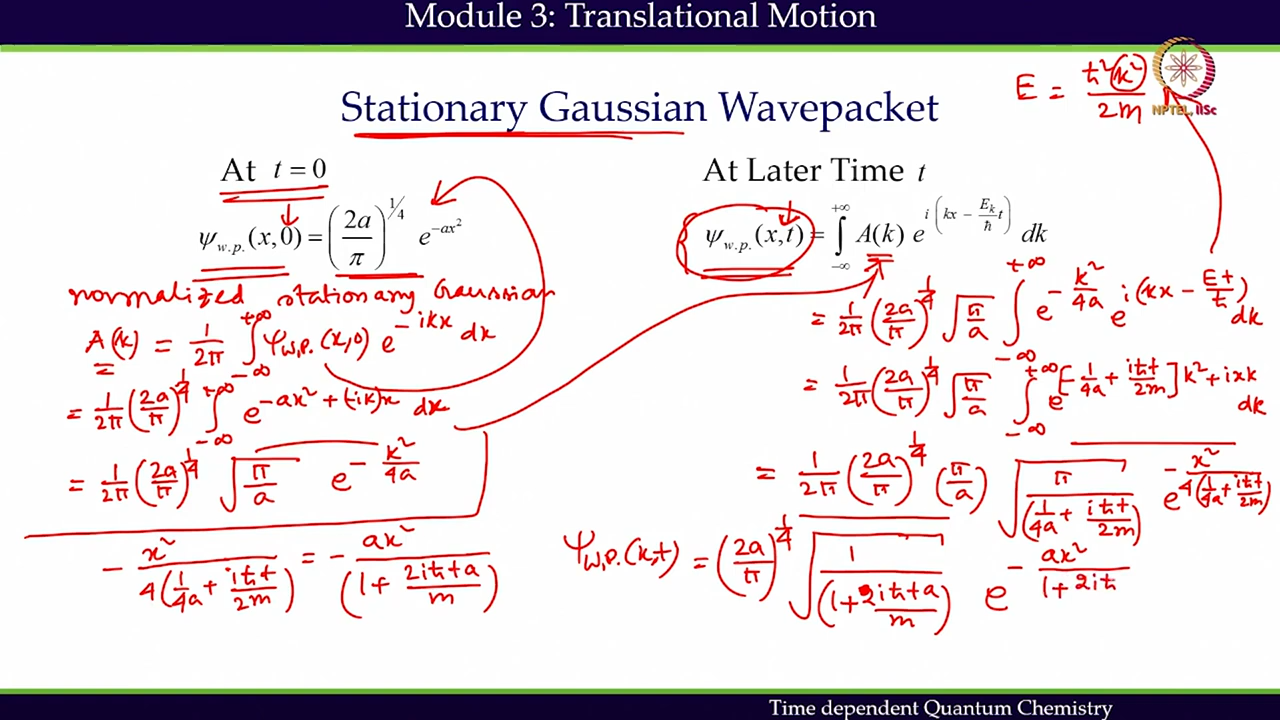 Module 3: Translational Motion
E = ħ²k²/2m
NPTEL, IISc
Stationary Gaussian Wavepacket
At t = 0
ψ_w.p.(x,0) = (2a/π)^(1/4) e^(-ax²)
normalized stationary Gaussian
A(k) = 1/2π ∫_(-∞)^(+∞) ψ_w.p.(x,0) e^(-ikx) dx
= 1/2π (2a/π)^(1/4) ∫_(-∞)^(+∞) e^(-ax² + (-ik)x) dx
= 1/2π (2a/π)^(1/4) √(π/a) e^(-k²/4a)
- x²/4(1/4a + iħt/2m) = - ax²/(1 + 2iħta/m)
At Later Time t
ψ_w.p.(x,t) = ∫_(-∞)^(+∞) A(k) e^(i(kx - E_k/ħ t)) dk
= 1/2π (2a/π)^(1/4) √(π/a) ∫_(-∞)^(+∞) e^(-k²/4a) e^(i(kx - Et/ħ)) dk
= 1/2π (2a/π)^(1/4) √(π/a) ∫_(-∞)^(+∞) e^(-[1/4a + iħt/2m]k² + ixk) dk
= 1/2π (2a/π)^(1/4) (π/a) √(π/(1/4a + iħt/2m)) e^(-x²/4(1/4a + iħt/2m))
ψ_w.p.(x,t) = (2a/π)^(1/4) √(1/(1 + 2iħta/m)) e^(-ax²/1 + 2iħ
Time dependent Quantum Chemistry